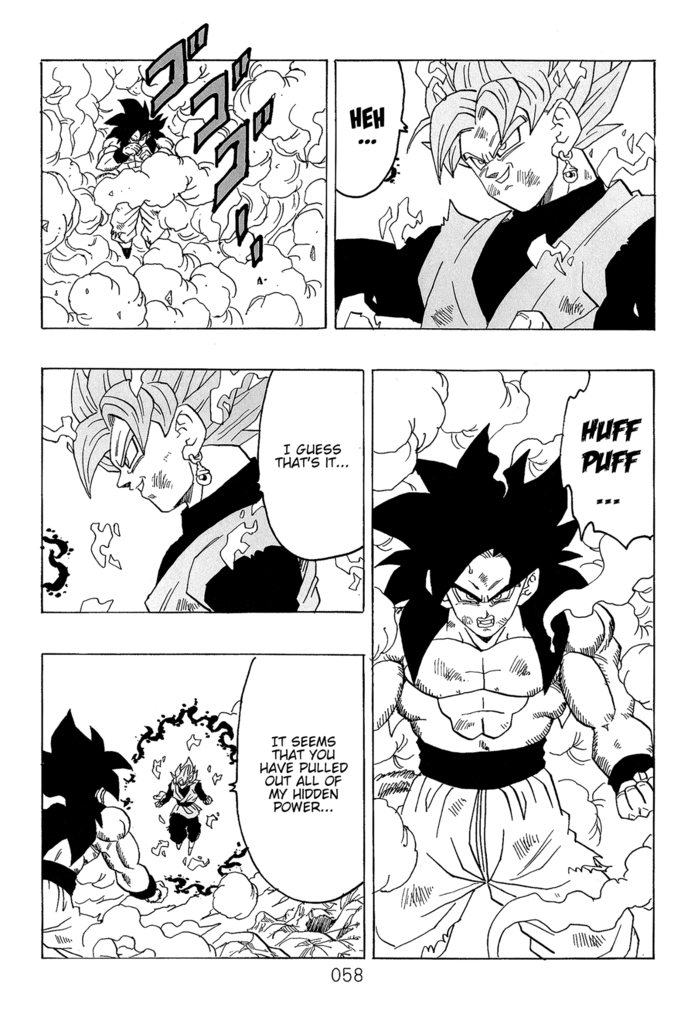 HEH
...
ゴゴゴ...
HUFF
PUFF
...
I GUESS
THAT'S IT...
IT SEEMS
THAT YOU
HAVE PULLED
OUT ALL OF
MY HIDDEN
POWER...
058